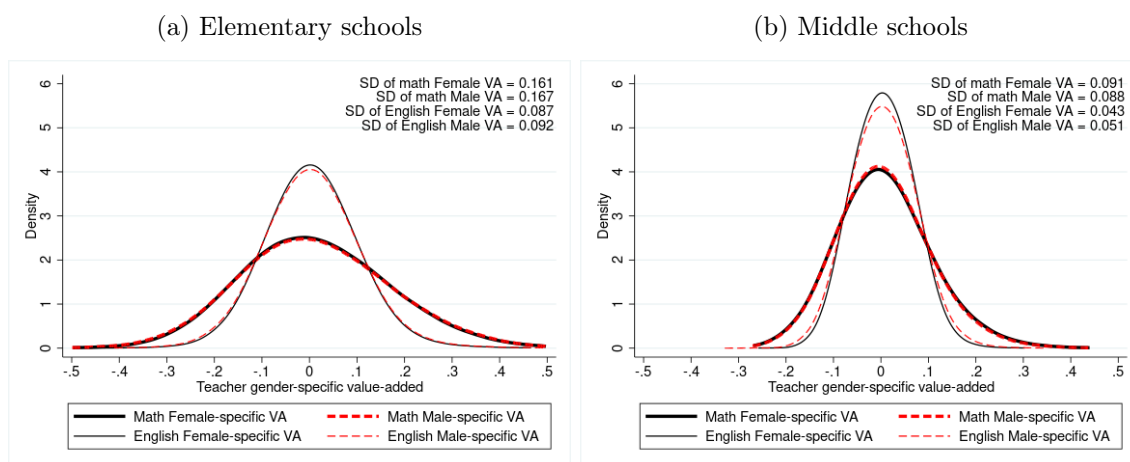 (a) Elementary schools
SD of math Female VA = 0.161
SD of math Male VA = 0.167
SD of English Female VA = 0.087
SD of English Male VA = 0.092
Density
6
5
4
3
2
1
0
-.5 -.4 -.3 -.2 -.1 0 .1 .2 .3 .4 .5
Teacher gender-specific value-added
Math Female-specific VA Math Male-specific VA
English Female-specific VA English Male-specific VA
(b) Middle schools
SD of math Female VA = 0.091
SD of math Male VA = 0.088
SD of English Female VA = 0.043
SD of English Male VA = 0.051
Density
6
5
4
3
2
1
0
-.5 -.4 -.3 -.2 -.1 0 .1 .2 .3 .4 .5
Teacher gender-specific value-added
Math Female-specific VA Math Male-specific VA
English Female-specific VA English Male-specific VA